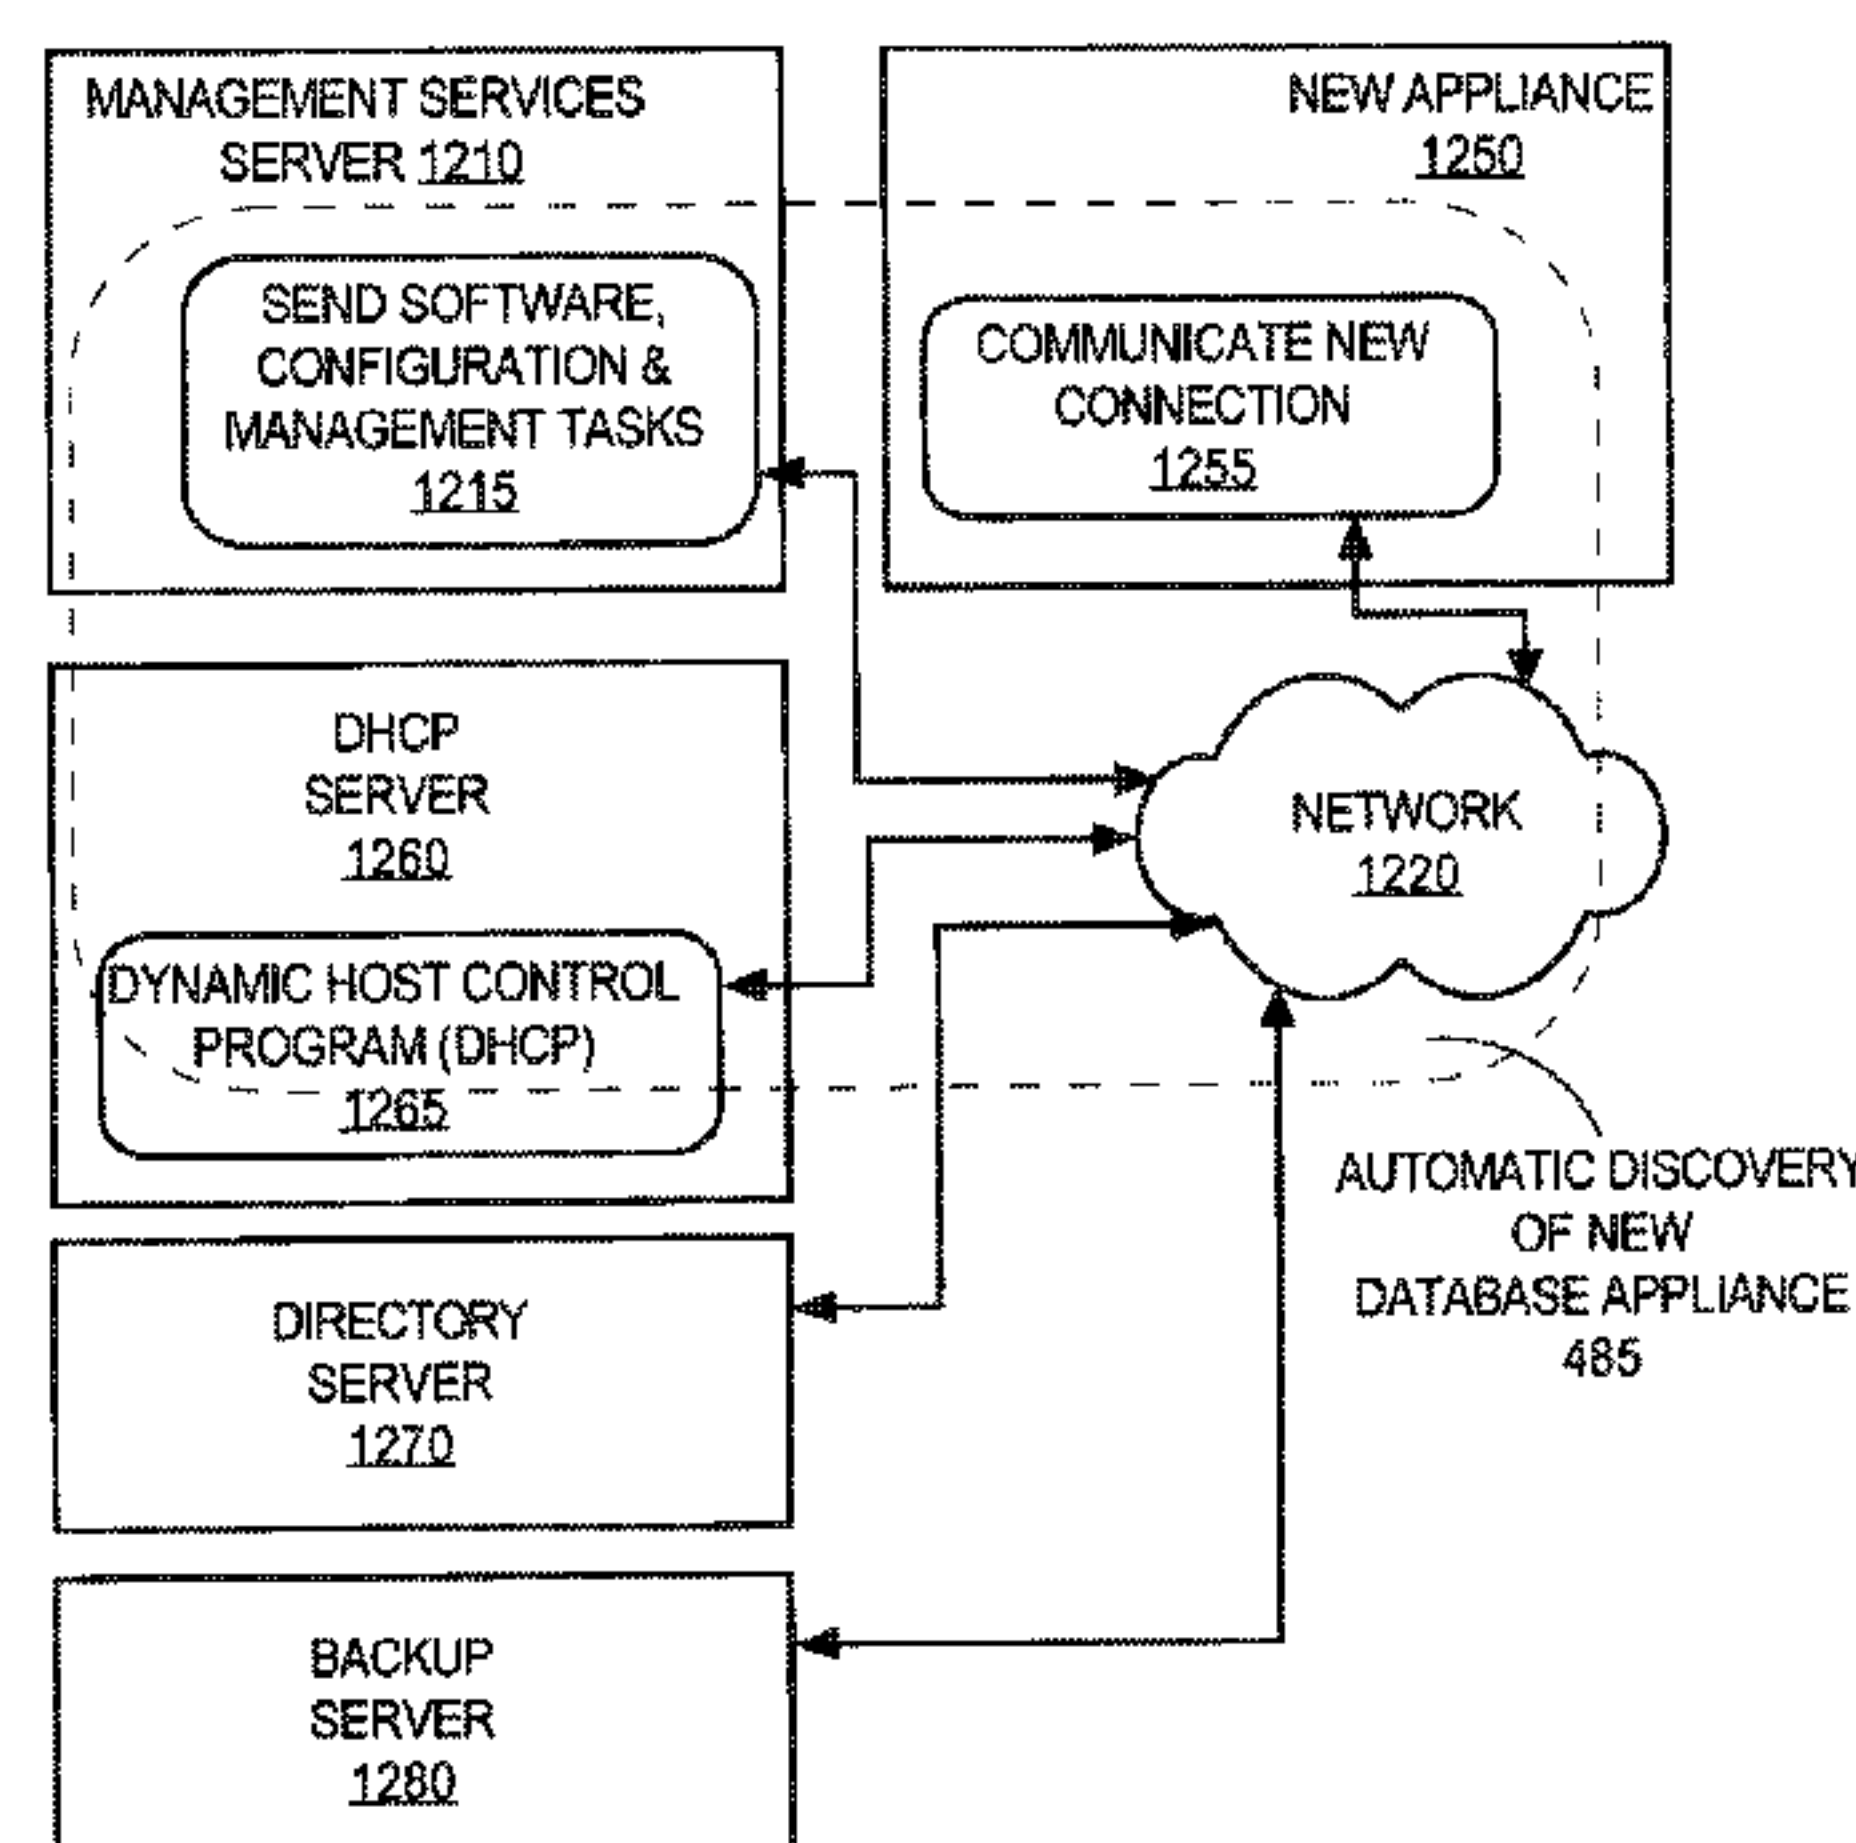 MANAGEMENT SERVICES
SERVER 1210
SEND SOFTWARE,
CONFIGURATION &
MANAGEMENT TASKS
1215
NEW APPLIANCE
1250
COMMUNICATE NEW
CONNECTION
1255
DHCP
SERVER
1260
DYNAMIC HOST CONTROL
PROGRAM (DHCP)
1265
NETWORK
1220
AUTOMATIC DISCOVERY
OF NEW
DATABASE APPLIANCE
485
DIRECTORY
SERVER
1270
BACKUP
SERVER
1280